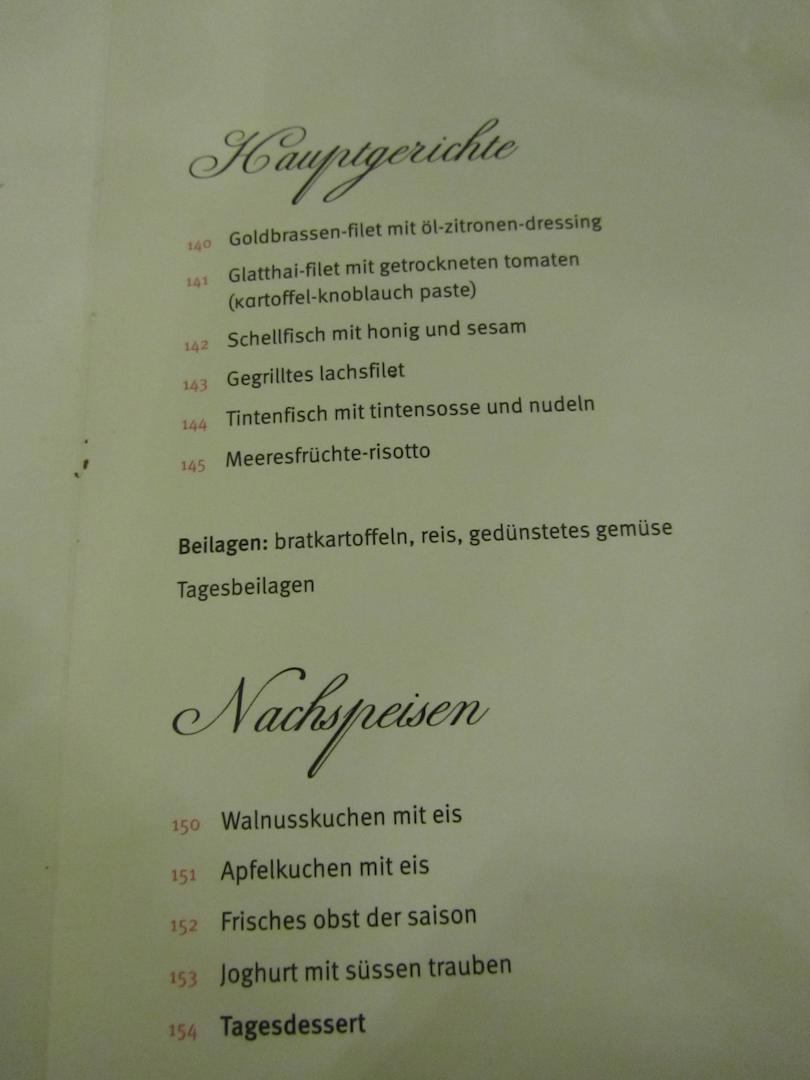 Hauptgerichte
140 Goldbrassen-filet mit öl-zitronen-dressing
141 Glatthai-filet mit getrockneten tomaten
(кartoffel-knoblauch paste)
142 Schellfisch mit honig und sesam
143 Gegrilltes lachsfilet
144 Tintenfisch mit tintensosse und nudeln
145 Meeresfrüchte-risotto
Beilagen: bratkartoffeln, reis, gedünstetes gemüse
Tagesbeilagen
Nachspeisen
150 Walnusskuchen mit eis
151 Apfelkuchen mit eis
152 Frisches obst der saison
153 Joghurt mit süssen trauben
154 Tagesdessert